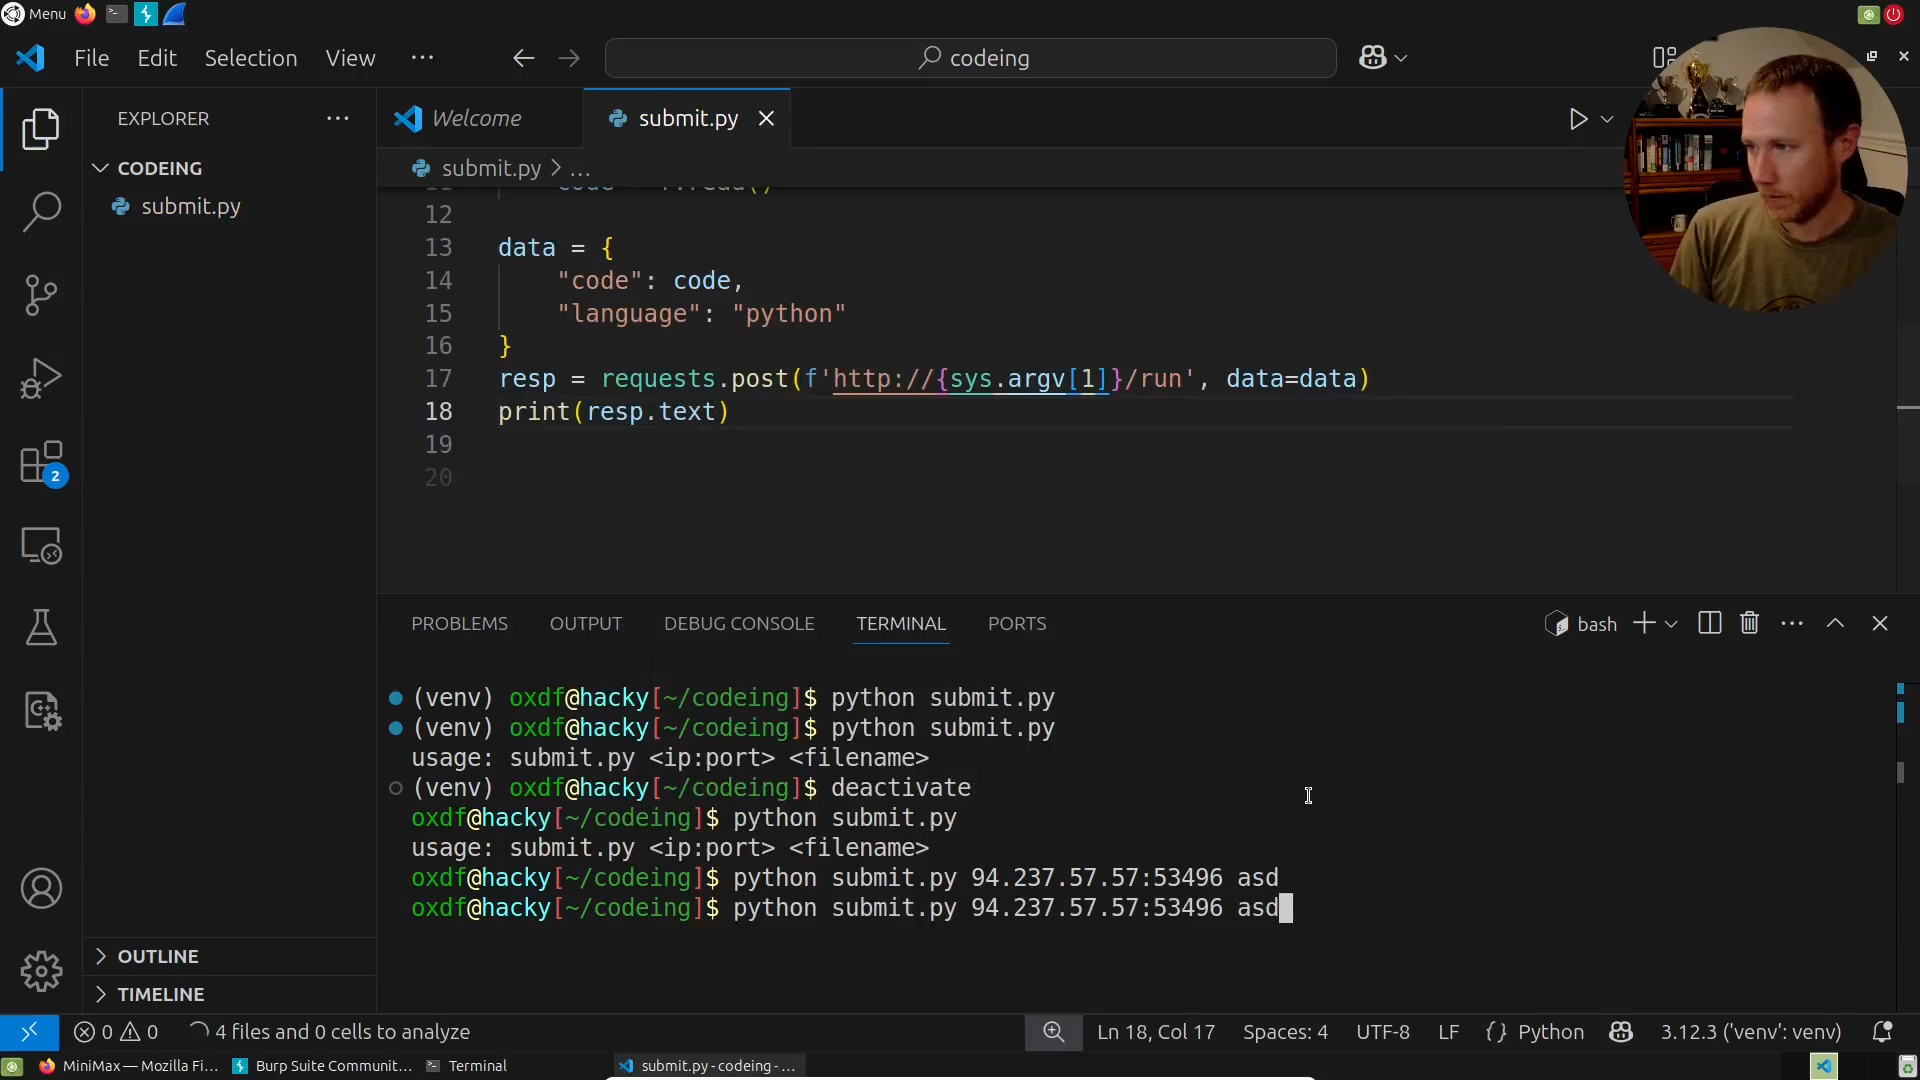 Menu
File Edit Selection View ... codeing
EXPLORER ...
Welcome
submit.py
CODEING
submit.py > ...
submit.py
12
13 data = {
14 "code": code,
15 "language": "python"
16 }
17 resp = requests.post(f'http://{sys.argv[1]}/run', data=data)
18 print(resp.text)
19
20
2
PROBLEMS OUTPUT DEBUG CONSOLE TERMINAL PORTS bash
(venv) oxdf@hacky[~/codeing]$ python submit.py
(venv) oxdf@hacky[~/codeing]$ python submit.py
usage: submit.py <ip:port> <filename>
(venv) oxdf@hacky[~/codeing]$ deactivate
oxdf@hacky[~/codeing]$ python submit.py
usage: submit.py <ip:port> <filename>
oxdf@hacky[~/codeing]$ python submit.py 94.237.57.57:53496 asd
oxdf@hacky[~/codeing]$ python submit.py 94.237.57.57:53496 asd
OUTLINE
TIMELINE
0 0 4 files and 0 cells to analyze Ln 18, Col 17 Spaces: 4 UTF-8 LF {} Python 3.12.3 ('venv': venv)
MiniMax — Mozilla Fi... Burp Suite Communit... Terminal submit.py - codeing - ...